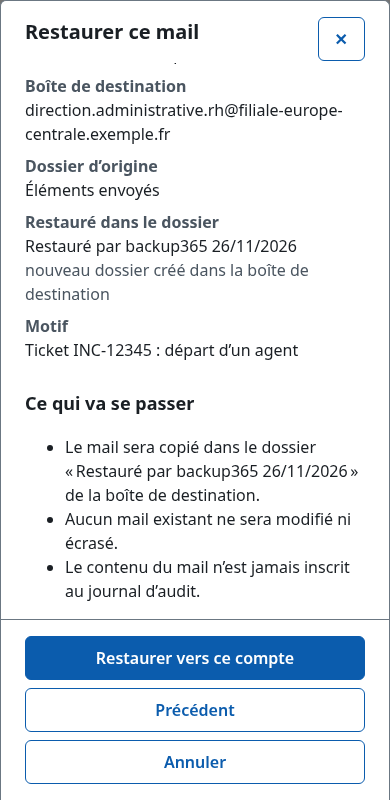 Restaurer ce mail
×
Boîte de destination
direction.administrative.rh@filiale-europe-
centrale.exemple.fr
Dossier d’origine
Éléments envoyés
Restauré dans le dossier
Restauré par backup365 26/11/2026
nouveau dossier créé dans la boîte de
destination
Motif
Ticket INC-12345 : départ d’un agent
Ce qui va se passer
• Le mail sera copié dans le dossier
« Restauré par backup365 26/11/2026 »
de la boîte de destination.
• Aucun mail existant ne sera modifié ni
écrasé.
• Le contenu du mail n’est jamais inscrit
au journal d’audit.
Restaurer vers ce compte
Précédent
Annuler